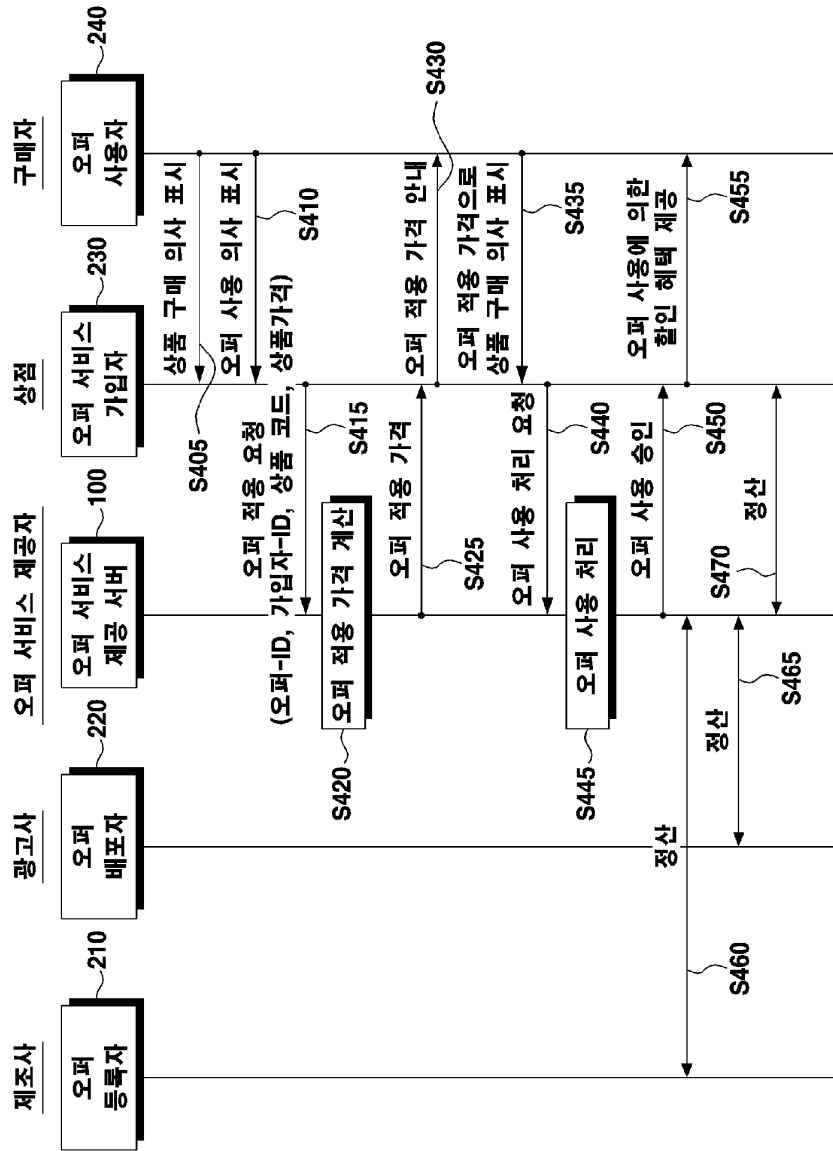 제조사
광고사
오퍼 서비스 제공자
상점
구매자
210
220
100
230
240
오퍼
등록자
오퍼
배포자
오퍼 서비스
제공 서버
오퍼 서비스
가입자
오퍼
사용자
상품 구매 의사 표시
S405
오퍼 사용 의사 표시
S410
오퍼 적용 요청
(오퍼-ID, 가입자-ID, 상품 코드, 상품가격)
S415
오퍼 적용 가격 계산
S420
오퍼 적용 가격
S425
오퍼 적용 가격 안내
S430
오퍼 적용 가격으로
상품 구매 의사 표시
S435
오퍼 사용 처리 요청
S440
오퍼 사용 처리
S445
오퍼 사용 승인
S450
오퍼 사용에 의한
할인 혜택 제공
S455
정산
S460
정산
S465
정산
S470